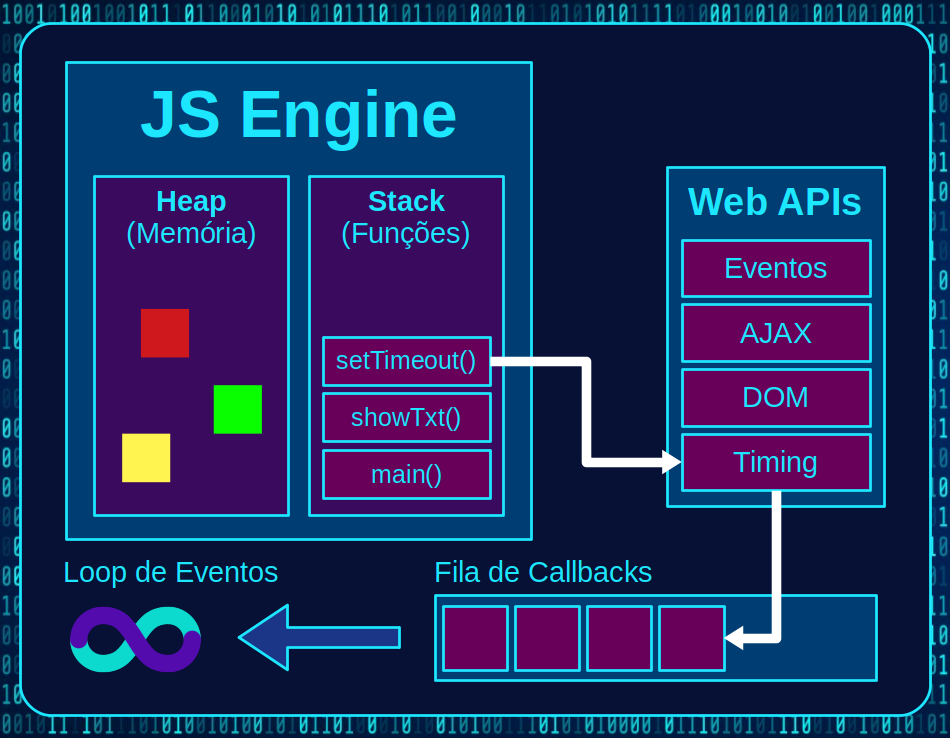 JS Engine
Heap
(Memória)
Stack
(Funções)
setTimeout()
showTxt()
main()
Web APIs
Eventos
AJAX
DOM
Timing
Loop de Eventos
Fila de Callbacks